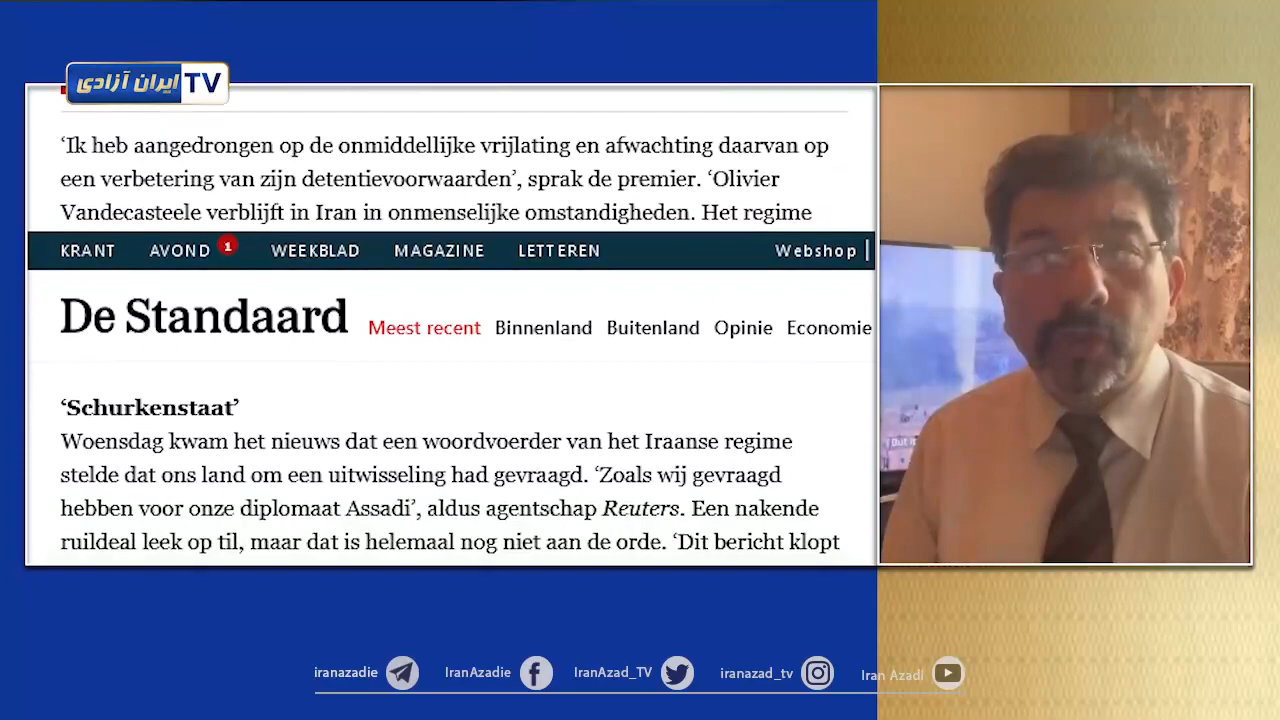 ایران آزادی TV
‘Ik heb aangedrongen op de onmiddellijke vrijlating en afwachting daarvan op
een verbetering van zijn detentievoorwaarden’, sprak de premier. ‘Olivier
Vandecasteele verblijft in Iran in onmenselijke omstandigheden. Het regime
KRANT AVOND 1 WEEKBLAD MAGAZINE LETTEREN Webshop
De Standaard Meest recent Binnenland Buitenland Opinie Economie
‘Schurkenstaat’
Woensdag kwam het nieuws dat een woordvoerder van het Iraanse regime
stelde dat ons land om een uitwisseling had gevraagd. ‘Zoals wij gevraagd
hebben voor onze diplomaat Assadi’, aldus agentschap Reuters. Een nakende
ruildeal leek op til, maar dat is helemaal nog niet aan de orde. ‘Dit bericht klopt
iranazadie IranAzadie IranAzad_TV iranazad_tv Iran Azadi